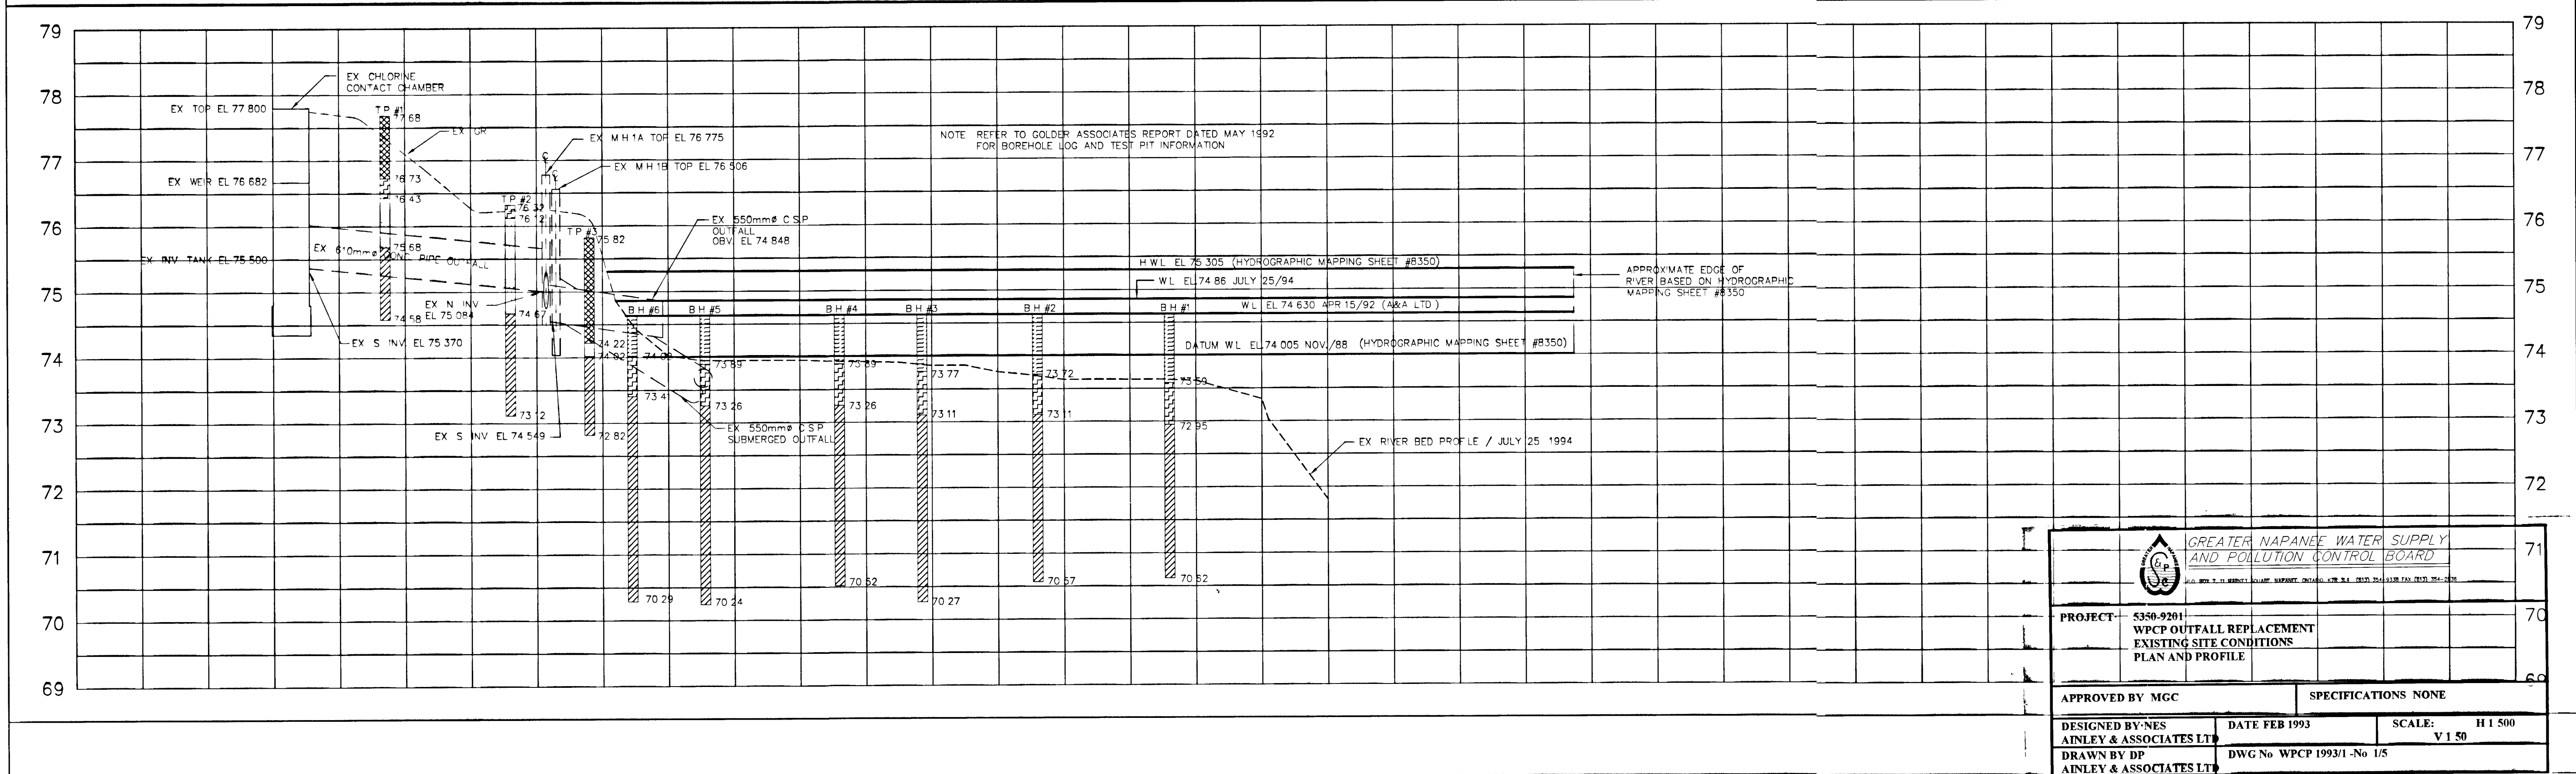 79
78
77
76
75
74
73
72
71
70
69
EX CHLORINE
CONTACT CHAMBER
EX TOP EL 77 800
T P #1
77 68
EX GR
EX M H 1A TOP EL 76 775
EX M H 1B TOP EL 76 506
NOTE REFER TO GOLDER ASSOCIATES REPORT DATED MAY 1992
FOR BOREHOLE LOG AND TEST PIT INFORMATION
EX WEIR EL 76 682
76 73
76 43
T P #2
76 32
76 12
T P #3
75 82
EX 550mmø C S P
OUTFALL
OBV. EL 74 848
EX INV TANK EL 75 500
75 68
EX 610mmø CONC PIPE OUTFALL
H W L EL 75 305 (HYDROGRAPHIC MAPPING SHEET #8350)
W L EL 74 86 JULY 25/94
W L EL 74 630 APR 15/92 (A&A LTD )
APPROXIMATE EDGE OF
RIVER BASED ON HYDROGRAPHIC
MAPPING SHEET #8350
EX N INV
EL 75 084
74 58
74 67
B H #6
B H #5
B H #4
B H #3
B H #2
B H #1
EX S INV EL 75 370
74 22
74 02
DATUM W L EL 74 005 NOV./88 (HYDROGRAPHIC MAPPING SHEET #8350)
73 89
73 89
73 77
73 72
73 59
73 41
73 26
73 26
73 11
73 11
72 95
73 12
72 82
EX S INV EL 74 549
EX 550mmø C S P
SUBMERGED OUTFALL
EX RIVER BED PROFILE / JULY 25 1994
70 29
70 24
70 52
70 27
70 57
70 62
79
78
77
76
75
74
73
72
71
70
69
GREATER NAPANEE WATER SUPPLY
AND POLLUTION CONTROL BOARD
PROJECT· 5350-9201
WPCP OUTFALL REPLACEMENT
EXISTING SITE CONDITIONS
PLAN AND PROFILE
APPROVED BY MGC
SPECIFICATIONS NONE
DESIGNED BY·NES
AINLEY & ASSOCIATES LTD
DATE FEB 1993
SCALE: H 1 500
V 1 50
DRAWN BY DP
AINLEY & ASSOCIATES LTD
DWG No WPCP 1993/1 -No 1/5